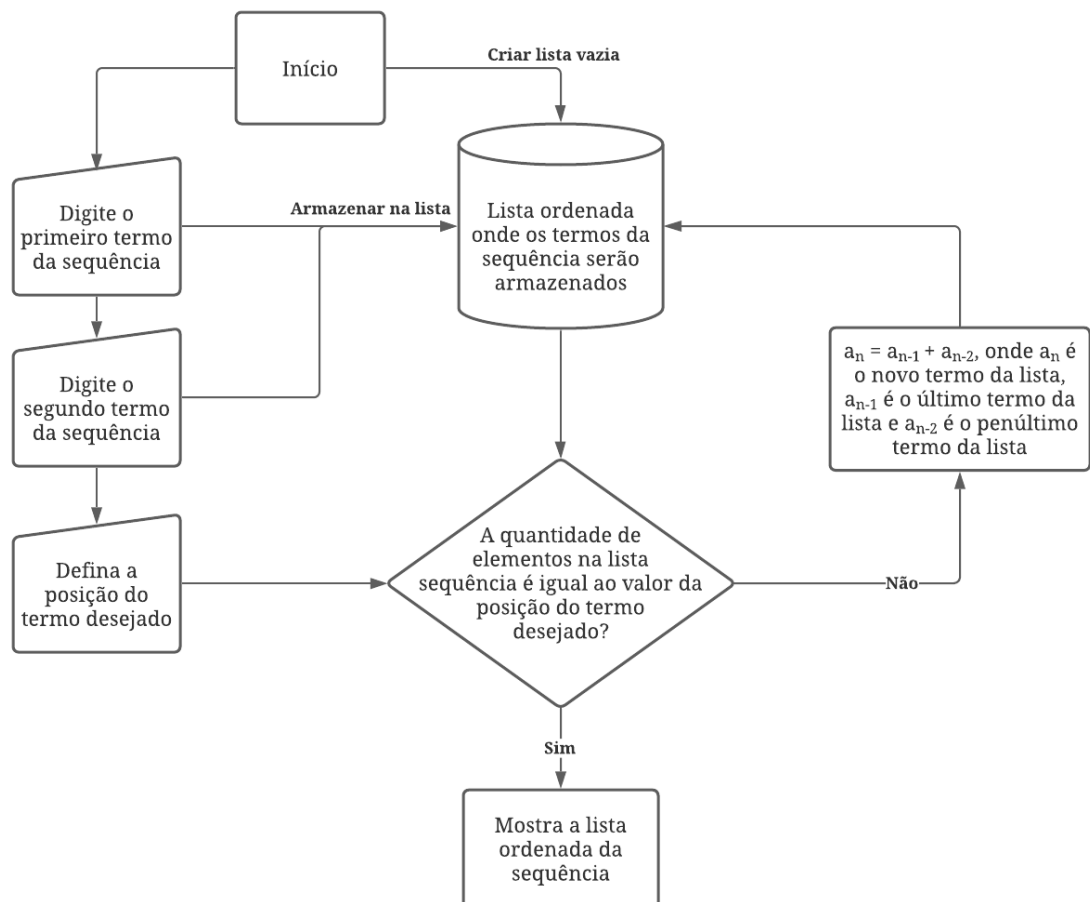 Início
Criar lista vazia
Digite o
primeiro termo
da sequência
Armazenar na lista
Lista ordenada
onde os termos da
sequência serão
armazenados
Digite o
segundo termo
da sequência
aₙ = aₙ₋₁ + aₙ₋₂, onde aₙ é
o novo termo da lista,
aₙ₋₁ é o último termo da
lista e aₙ₋₂ é o penúltimo
termo da lista
Defina a
posição do
termo desejado
A quantidade de
elementos na lista
sequência é igual ao valor da
posição do termo
desejado?
Não
Sim
Mostra a lista
ordenada da
sequência